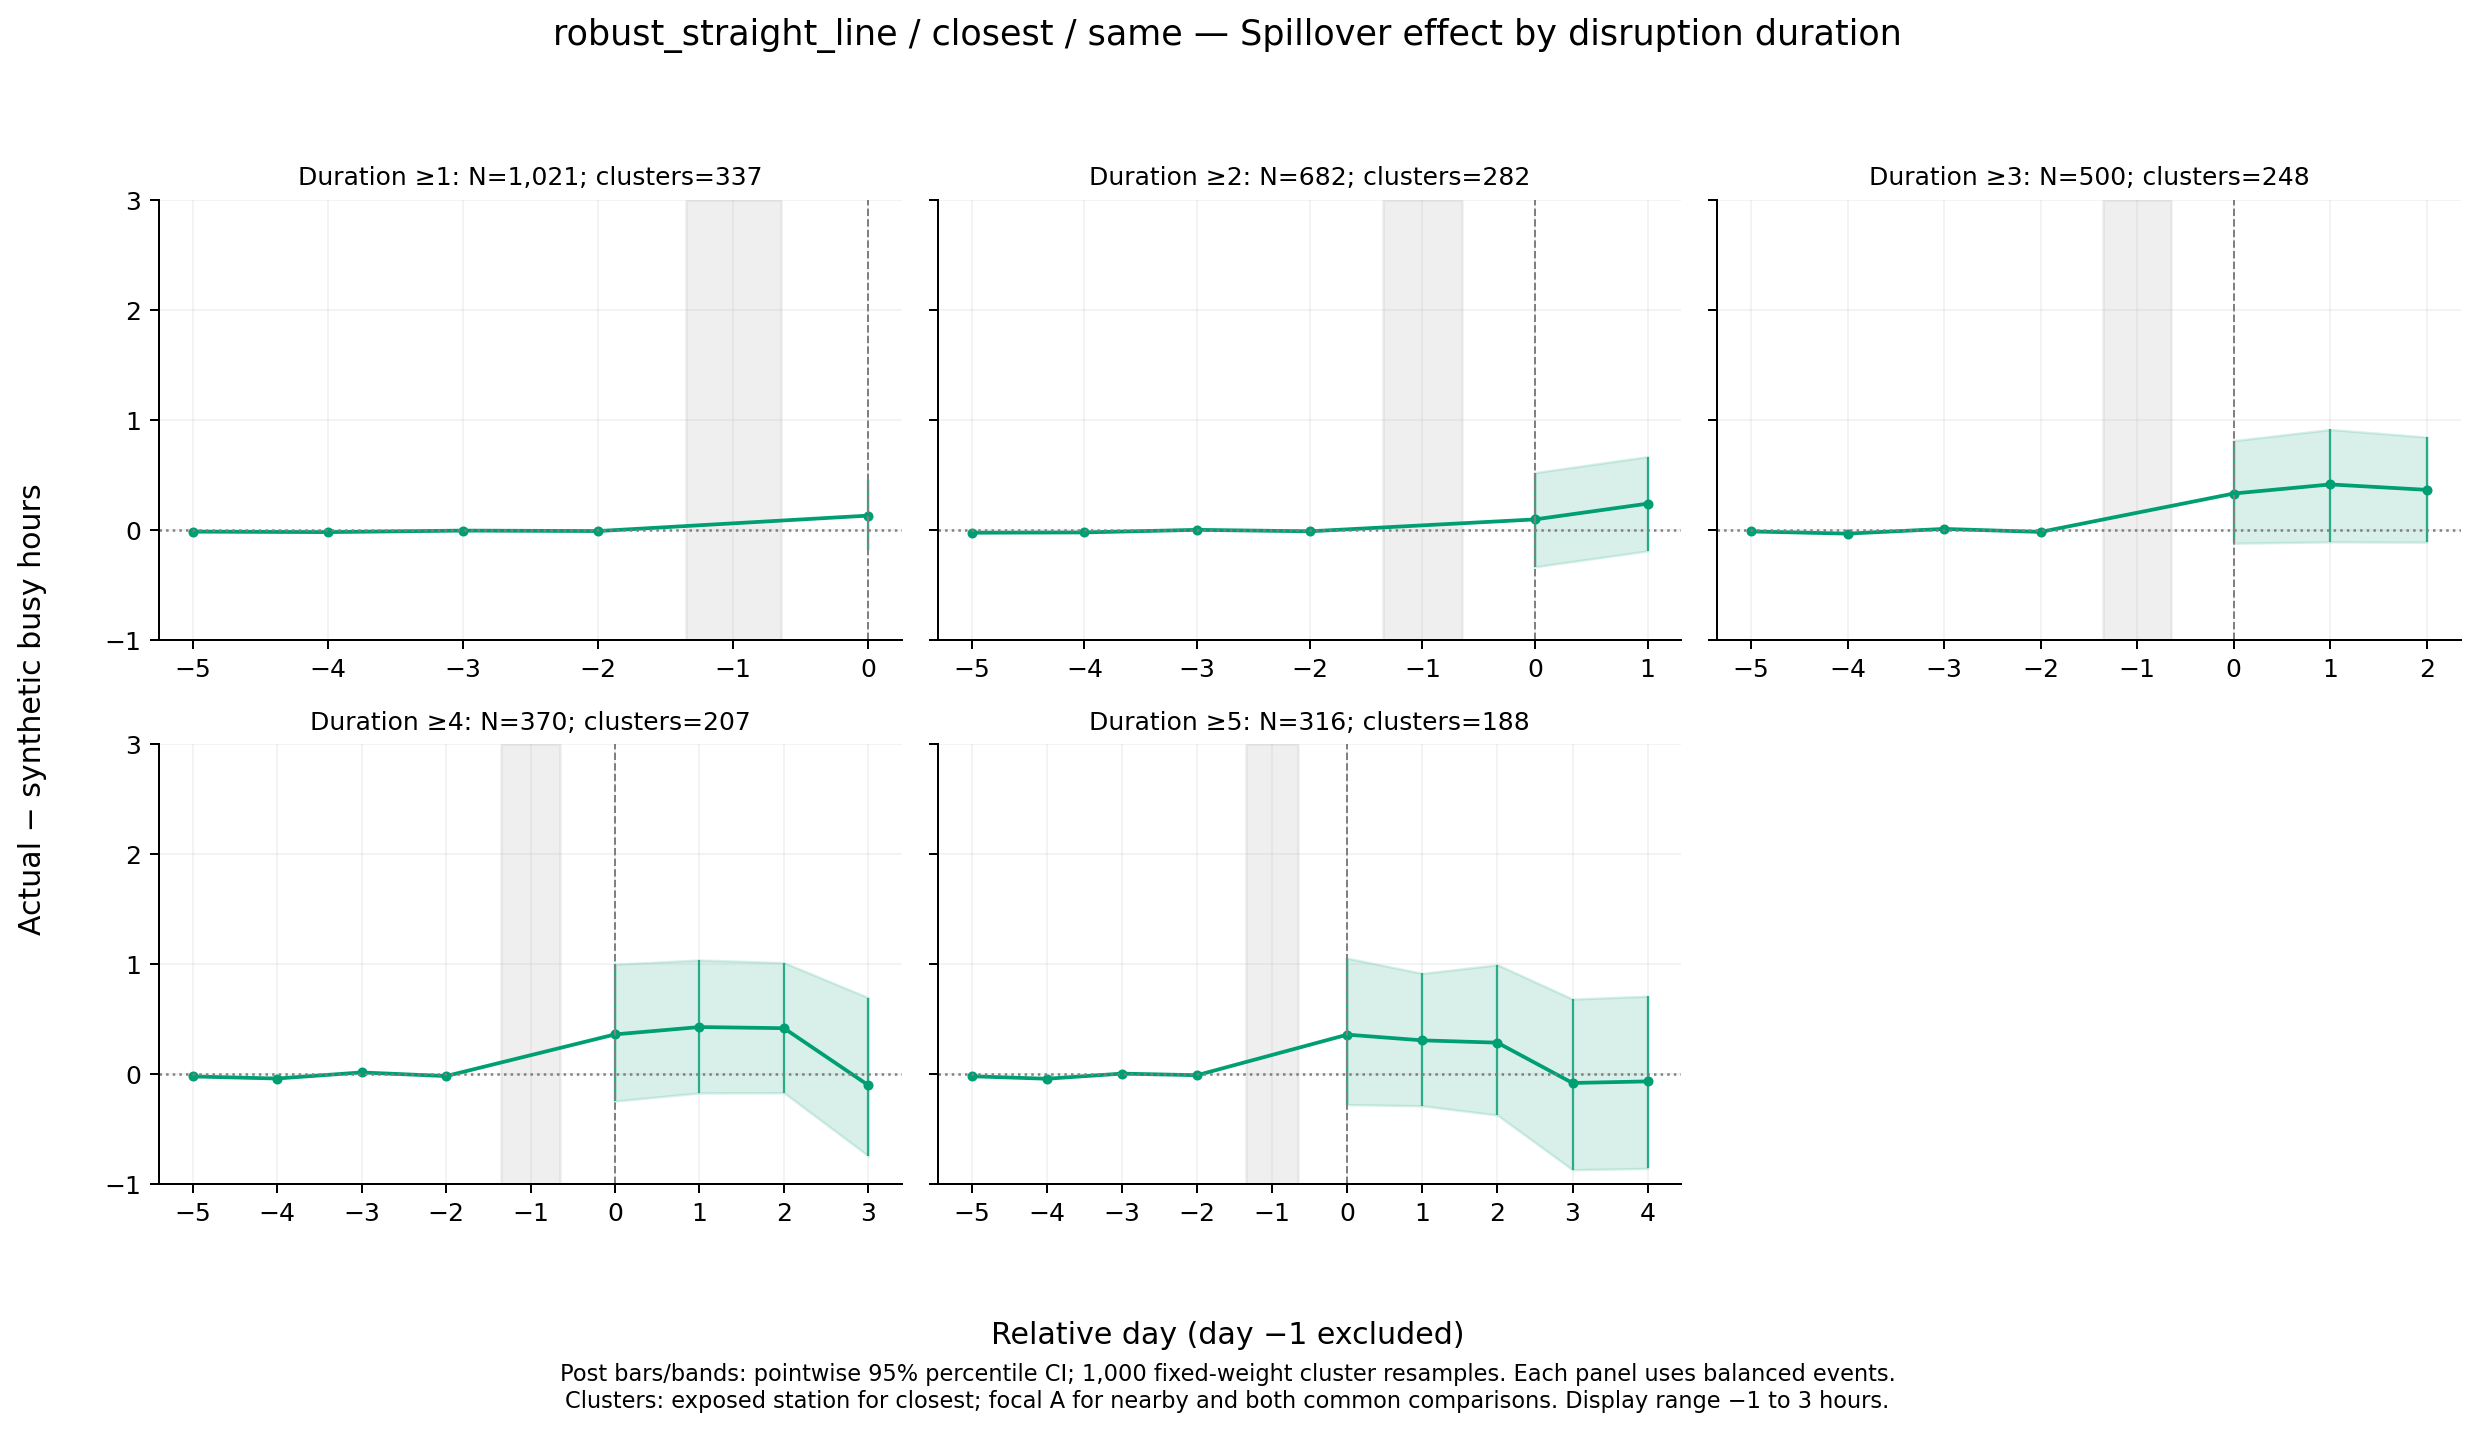 robust_straight_line / closest / same — Spillover effect by disruption duration
Duration ≥1: N=1,021; clusters=337
Duration ≥2: N=682; clusters=282
Duration ≥3: N=500; clusters=248
3
2
1
0
−1
−5 −4 −3 −2 −1 0
−5 −4 −3 −2 −1 0 1
−5 −4 −3 −2 −1 0 1 2
Actual − synthetic busy hours
Duration ≥4: N=370; clusters=207
Duration ≥5: N=316; clusters=188
3
2
1
0
−1
−5 −4 −3 −2 −1 0 1 2 3
−5 −4 −3 −2 −1 0 1 2 3 4
Relative day (day −1 excluded)
Post bars/bands: pointwise 95% percentile CI; 1,000 fixed-weight cluster resamples. Each panel uses balanced events.
Clusters: exposed station for closest; focal A for nearby and both common comparisons. Display range −1 to 3 hours.